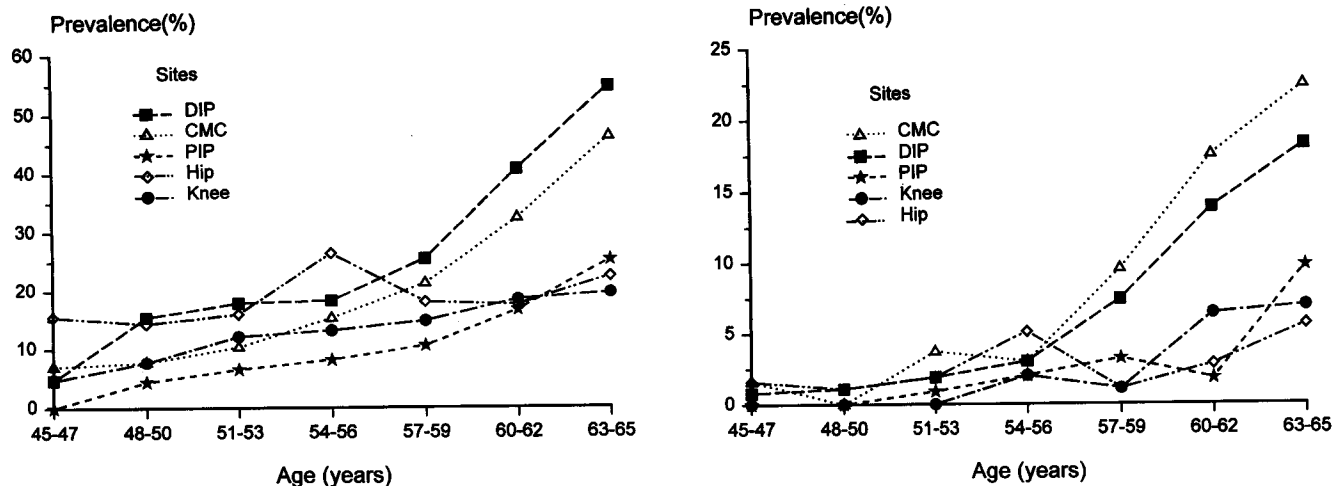 Prevalence(%)
60
50
40
30
20
10
0
Sites
DIP
CMC
PIP
Hip
Knee
45-47 48-50 51-53 54-56 57-59 60-62 63-65
Age (years)
Prevalence(%)
25
20
15
10
5
0
Sites
CMC
DIP
PIP
Knee
Hip
45-47 48-50 51-53 54-56 57-59 60-62 63-65
Age (years)